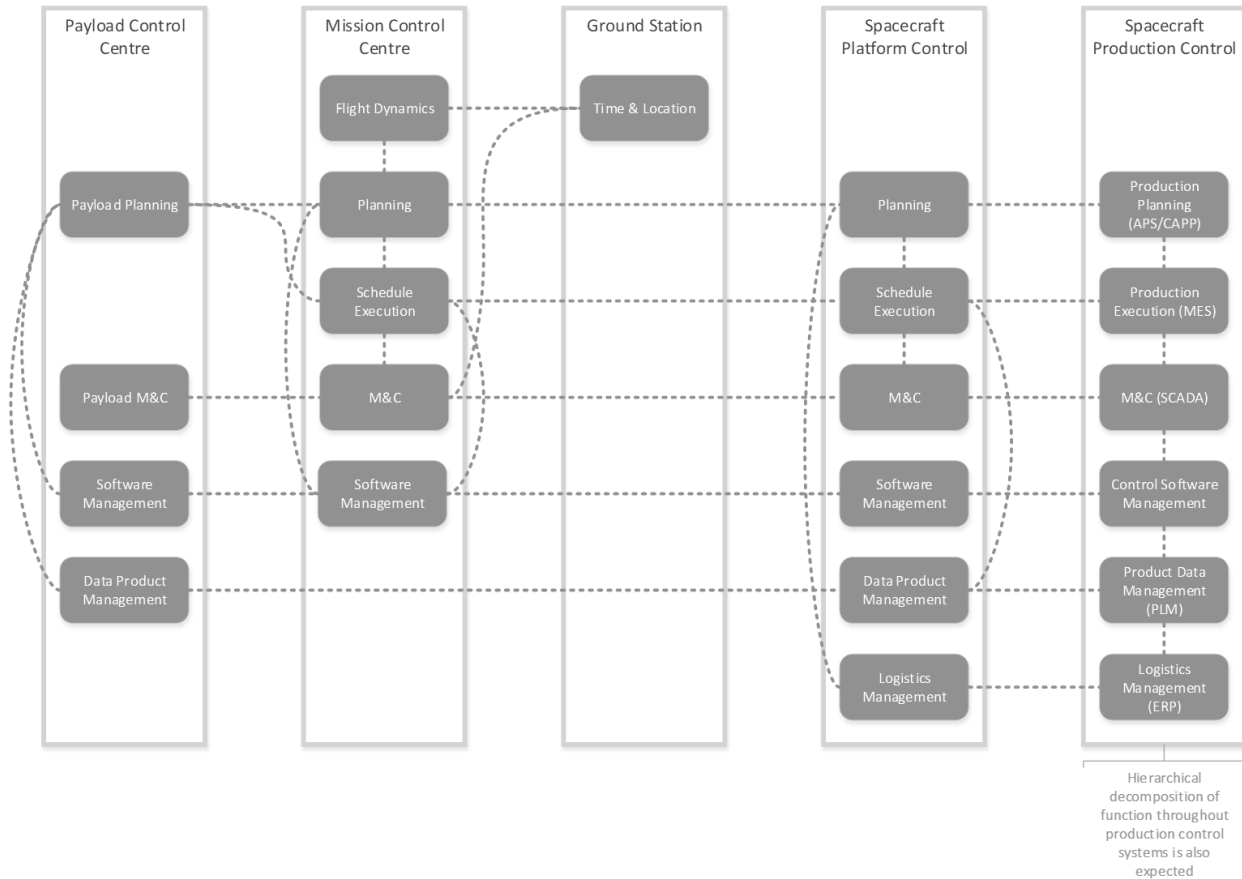 Payload Control
Centre
Mission Control
Centre
Ground Station
Spacecraft
Platform Control
Spacecraft
Production Control
Flight Dynamics
Time & Location
Payload Planning
Planning
Planning
Production
Planning
(APS/CAPP)
Schedule
Execution
Schedule
Execution
Production
Execution (MES)
Payload M&C
M&C
M&C
M&C (SCADA)
Software
Management
Software
Management
Software
Management
Control Software
Management
Data Product
Management
Data Product
Management
Product Data
Management
(PLM)
Logistics
Management
Logistics
Management
(ERP)
Hierarchical
decomposition of
function throughout
production control
systems is also
expected